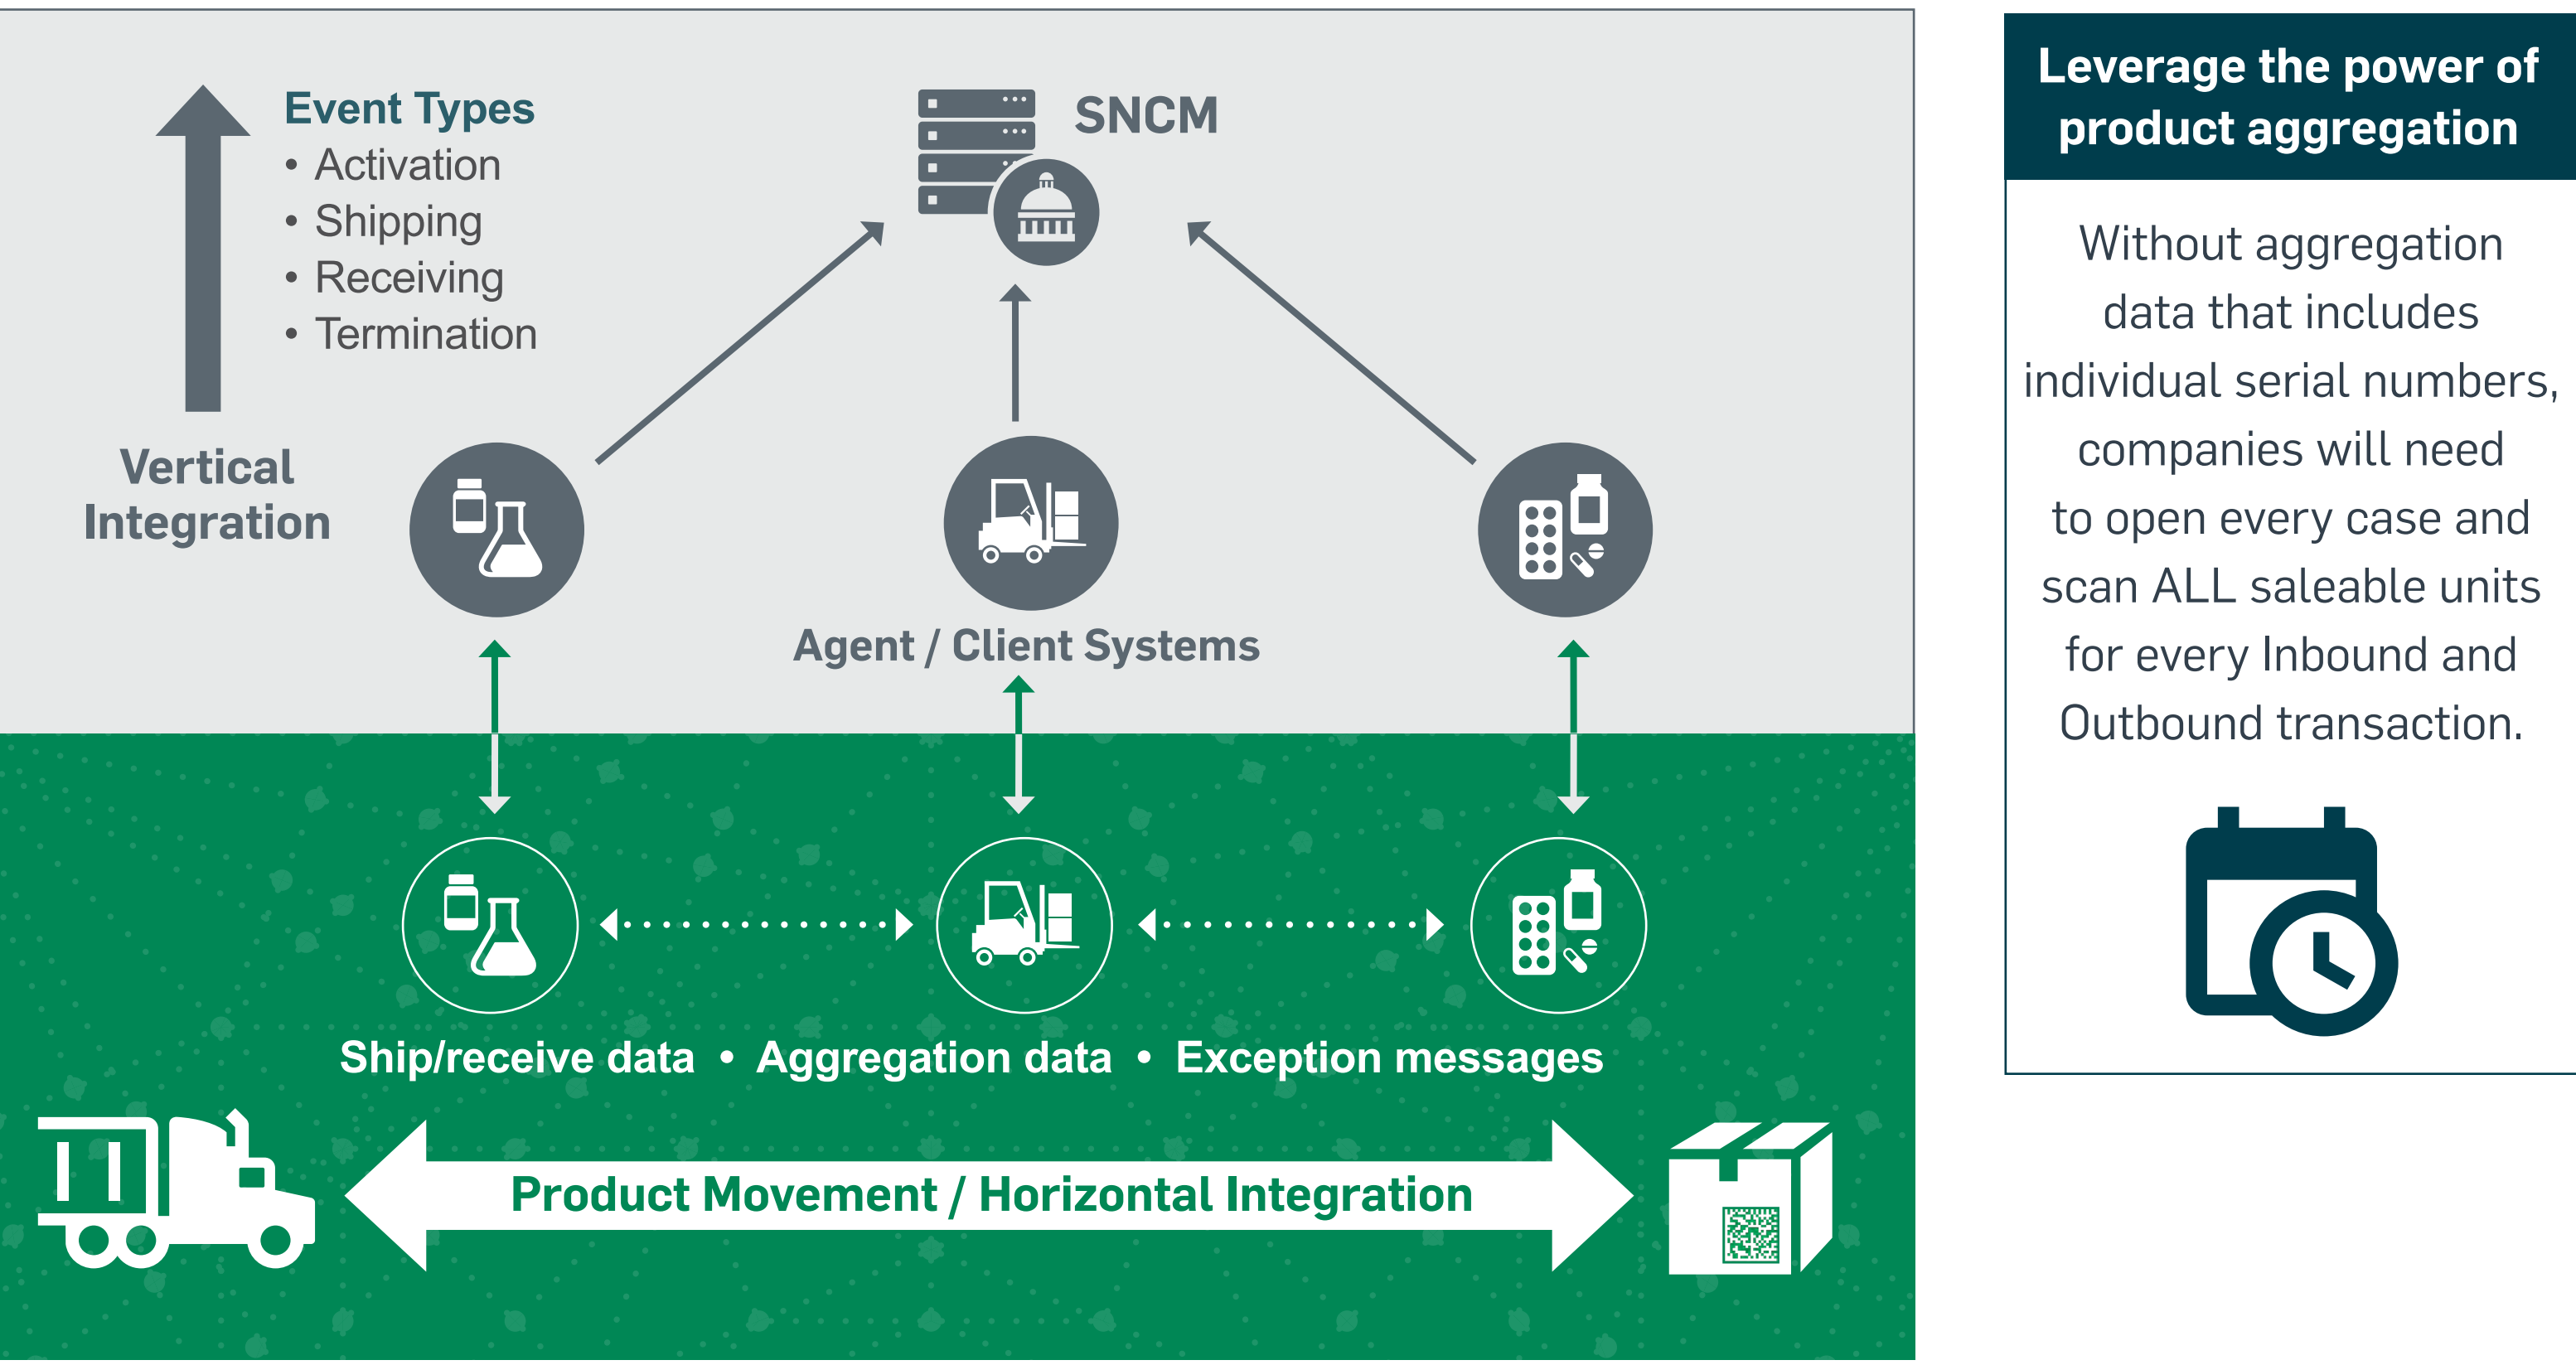 Event Types
• Activation
• Shipping
• Receiving
• Termination
SNCM
Vertical
Integration
Agent / Client Systems
Ship/receive data • Aggregation data • Exception messages
Product Movement / Horizontal Integration
Leverage the power of
product aggregation
Without aggregation
data that includes
individual serial numbers,
companies will need
to open every case and
scan ALL saleable units
for every Inbound and
Outbound transaction.